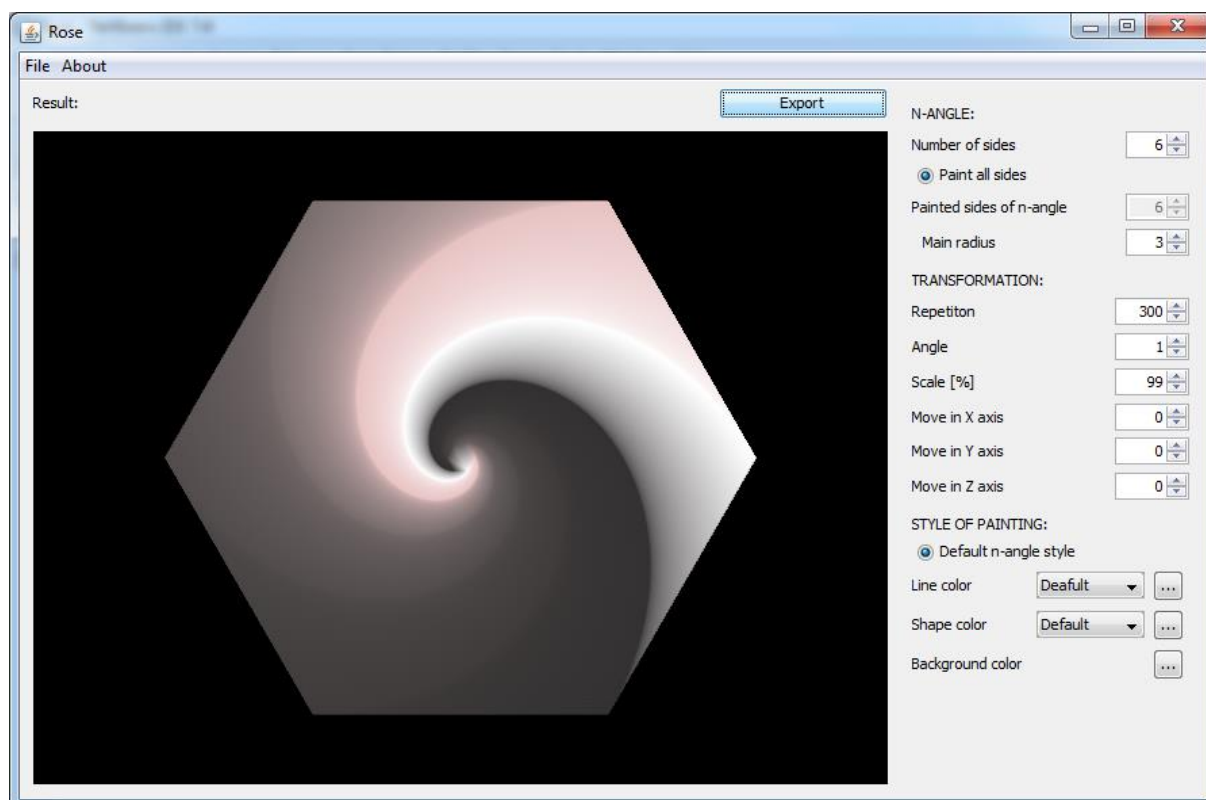 Rose
File About
Result:
Export
N-ANGLE:
Number of sides 6
Paint all sides
Painted sides of n-angle 6
Main radius 3
TRANSFORMATION:
Repetiton 300
Angle 1
Scale [%] 99
Move in X axis 0
Move in Y axis 0
Move in Z axis 0
STYLE OF PAINTING:
Default n-angle style
Line color Deafult ...
Shape color Default ...
Background color ...